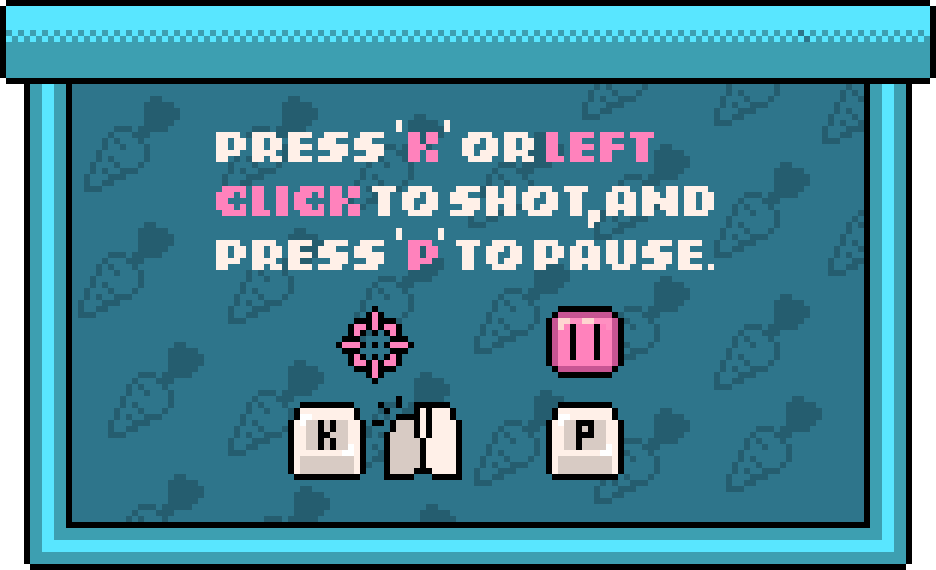 PRESS 'K' OR LEFT
CLICK TO SHOT, AND
PRESS 'P' TO PAUSE.
K P